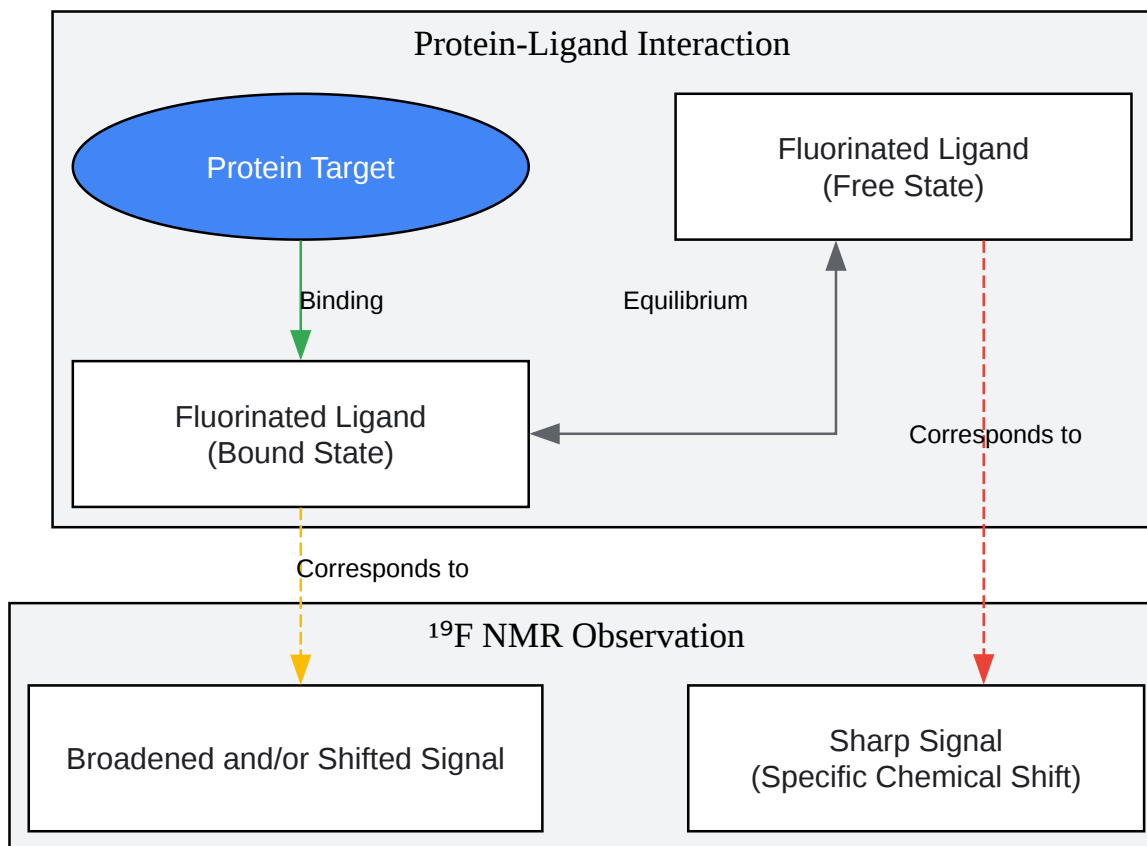 Protein-Ligand Interaction
Protein Target
Fluorinated Ligand
(Free State)
Binding
Equilibrium
Fluorinated Ligand
(Bound State)
Corresponds to
Corresponds to
¹⁹F NMR Observation
Broadened and/or Shifted Signal
Sharp Signal
(Specific Chemical Shift)